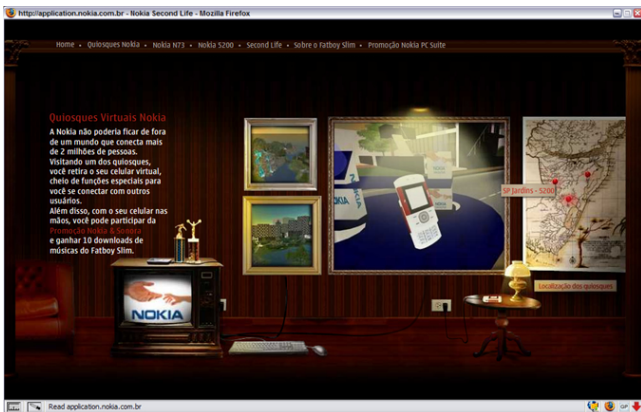 http://application.nokia.com.br - Nokia Second Life - Mozilla Firefox
Home • Quiosques Nokia • Nokia N73 • Nokia 5200 • Second Life • Sobre o Fatboy Slim • Promoção Nokia PC Suite
Quiosques Virtuais Nokia
A Nokia não poderia ficar de fora
de um mundo que conecta mais
de 2 milhões de pessoas.
Visitando um dos quiosques,
você retira o seu celular virtual,
cheio de funções especiais para
você se conectar com outros
usuários.
Além disso, com o seu celular nas
mãos, você pode participar da
Promoção Nokia & Sonora
e ganhar 10 downloads de
músicas do Fatboy Slim.
NOKIA
SP Jardins - 5200
Localização dos quiosques
NOKIA
Read application.nokia.com.br